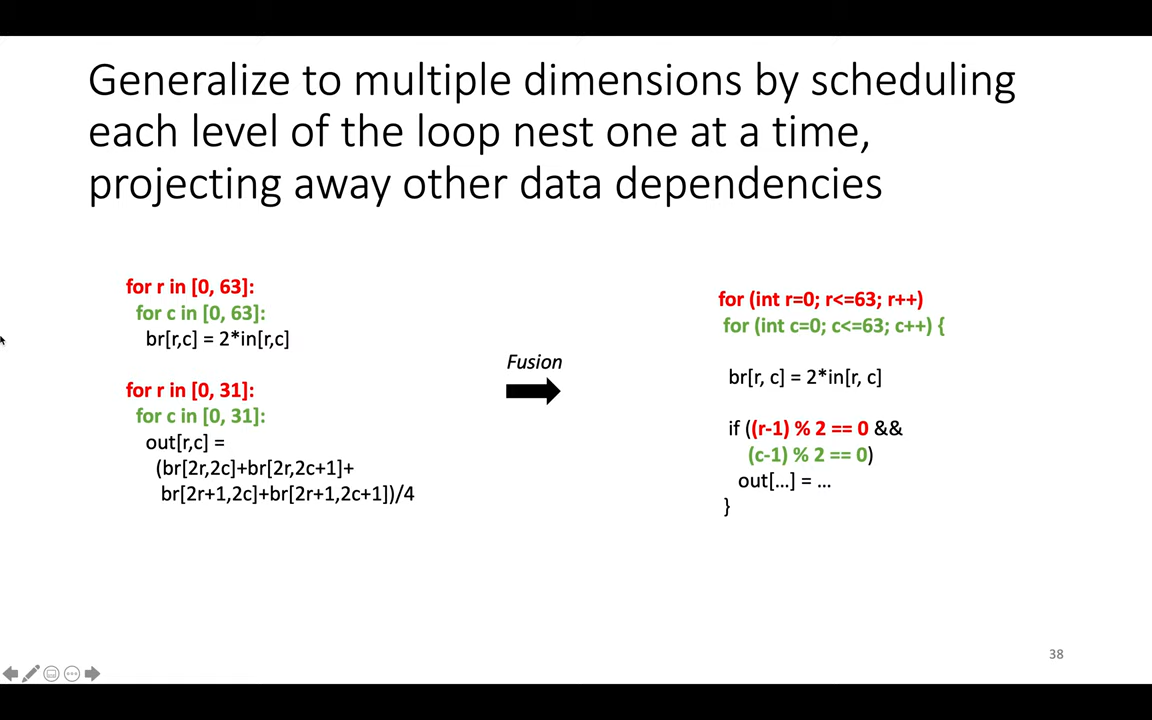 Generalize to multiple dimensions by scheduling
each level of the loop nest one at a time,
projecting away other data dependencies
for r in [0, 63]:
for c in [0, 63]:
br[r,c] = 2*in[r,c]
for r in [0, 31]:
for c in [0, 31]:
out[r,c] =
(br[2r,2c]+br[2r,2c+1]+
br[2r+1,2c]+br[2r+1,2c+1])/4
Fusion
for (int r=0; r<=63; r++)
for (int c=0; c<=63; c++) {
br[r, c] = 2*in[r, c]
if ((r-1) % 2 == 0 &&
(c-1) % 2 == 0)
out[…] = …
}
38